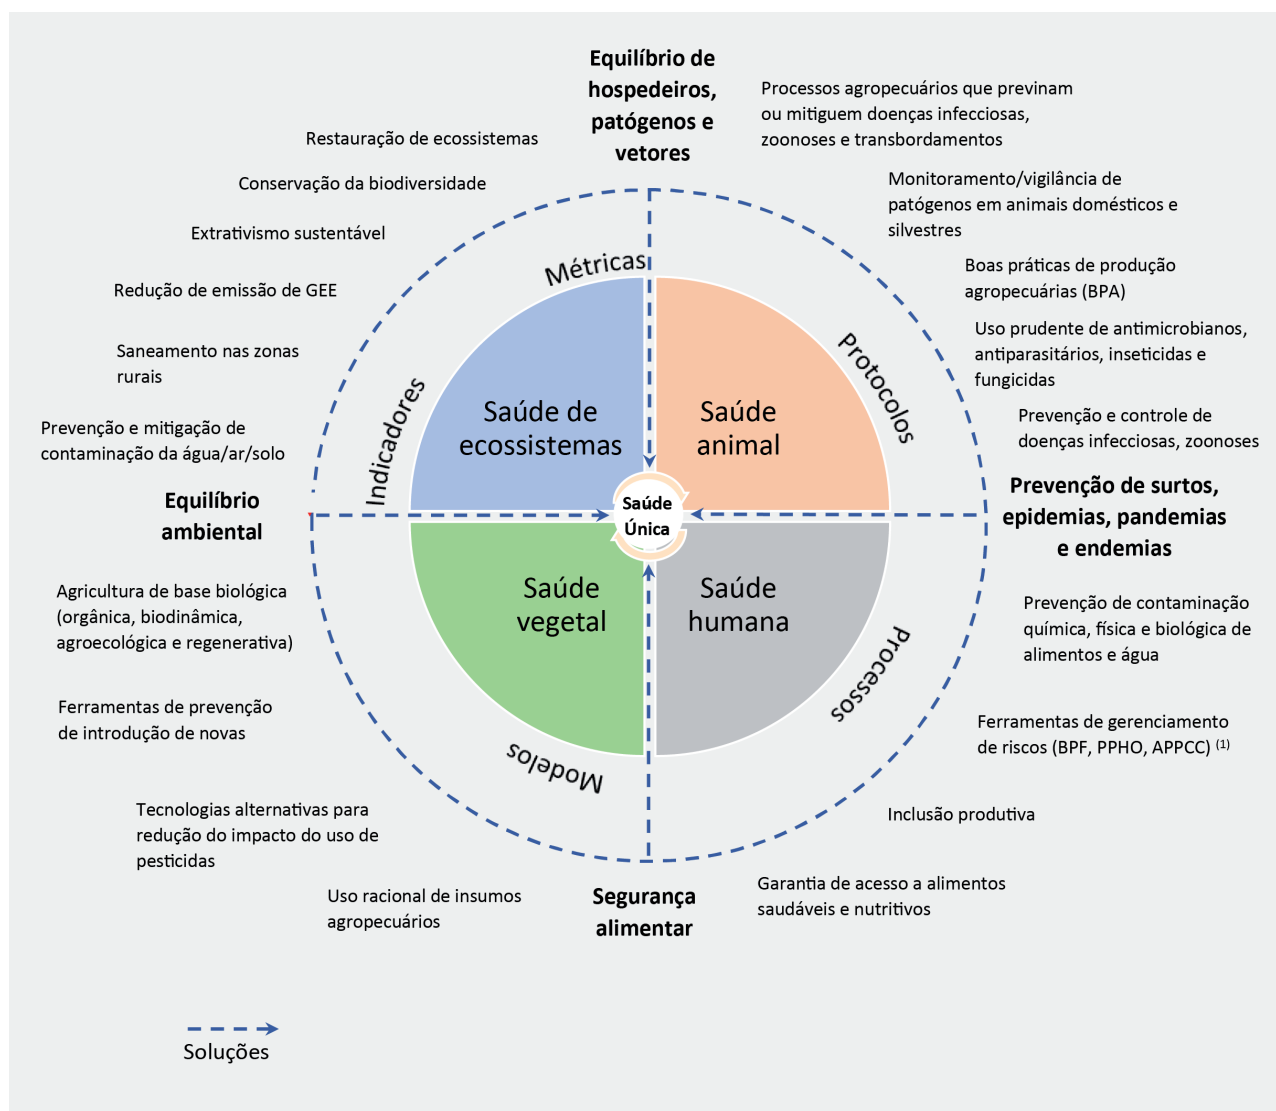 Equilíbrio de
hospedeiros,
patógenos e
vetores
Processos agropecuários que previnam
ou mitiguem doenças infecciosas,
zoonoses e transbordamentos
Restauração de ecossistemas
Conservação da biodiversidade
Monitoramento/vigilância de
patógenos em animais domésticos e
silvestres
Extrativismo sustentável
Métricas
Boas práticas de produção
agropecuárias (BPA)
Redução de emissão de GEE
Protocolos
Uso prudente de antimicrobianos,
antiparasitários, inseticidas e
fungicidas
Saneamento nas zonas
rurais
Indicadores
Saúde de
ecossistemas
Saúde
animal
Prevenção e controle de
doenças infecciosas, zoonoses
Prevenção e mitigação de
contaminação da água/ar/solo
Equilíbrio
ambiental
Saúde
Única
Prevenção de surtos,
epidemias, pandemias
e endemias
Agricultura de base biológica
(orgânica, biodinâmica,
agroecológica e regenerativa)
Saúde
vegetal
Saúde
humana
Prevenção de contaminação
química, física e biológica de
alimentos e água
Processos
Ferramentas de prevenção
de introdução de novas
Modelos
Ferramentas de gerenciamento
de riscos (BPF, PPHO, APPCC) (1)
Tecnologias alternativas para
redução do impacto do uso de
pesticidas
Inclusão produtiva
Uso racional de insumos
agropecuários
Segurança
alimentar
Garantia de acesso a alimentos
saudáveis e nutritivos
Soluções